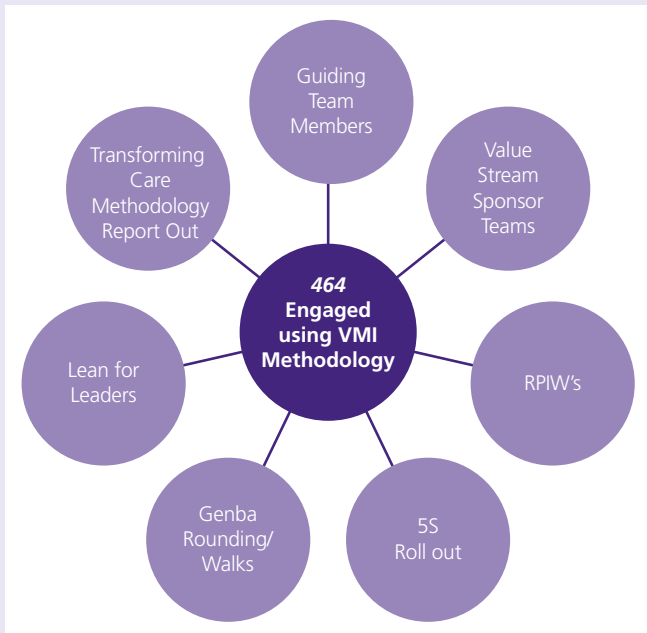 Guiding
Team
Members
Value
Stream
Sponsor
Teams
RPIW's
5S
Roll out
Genba
Rounding/
Walks
Lean for
Leaders
Transforming
Care
Methodology
Report Out
464
Engaged
using VMI
Methodology